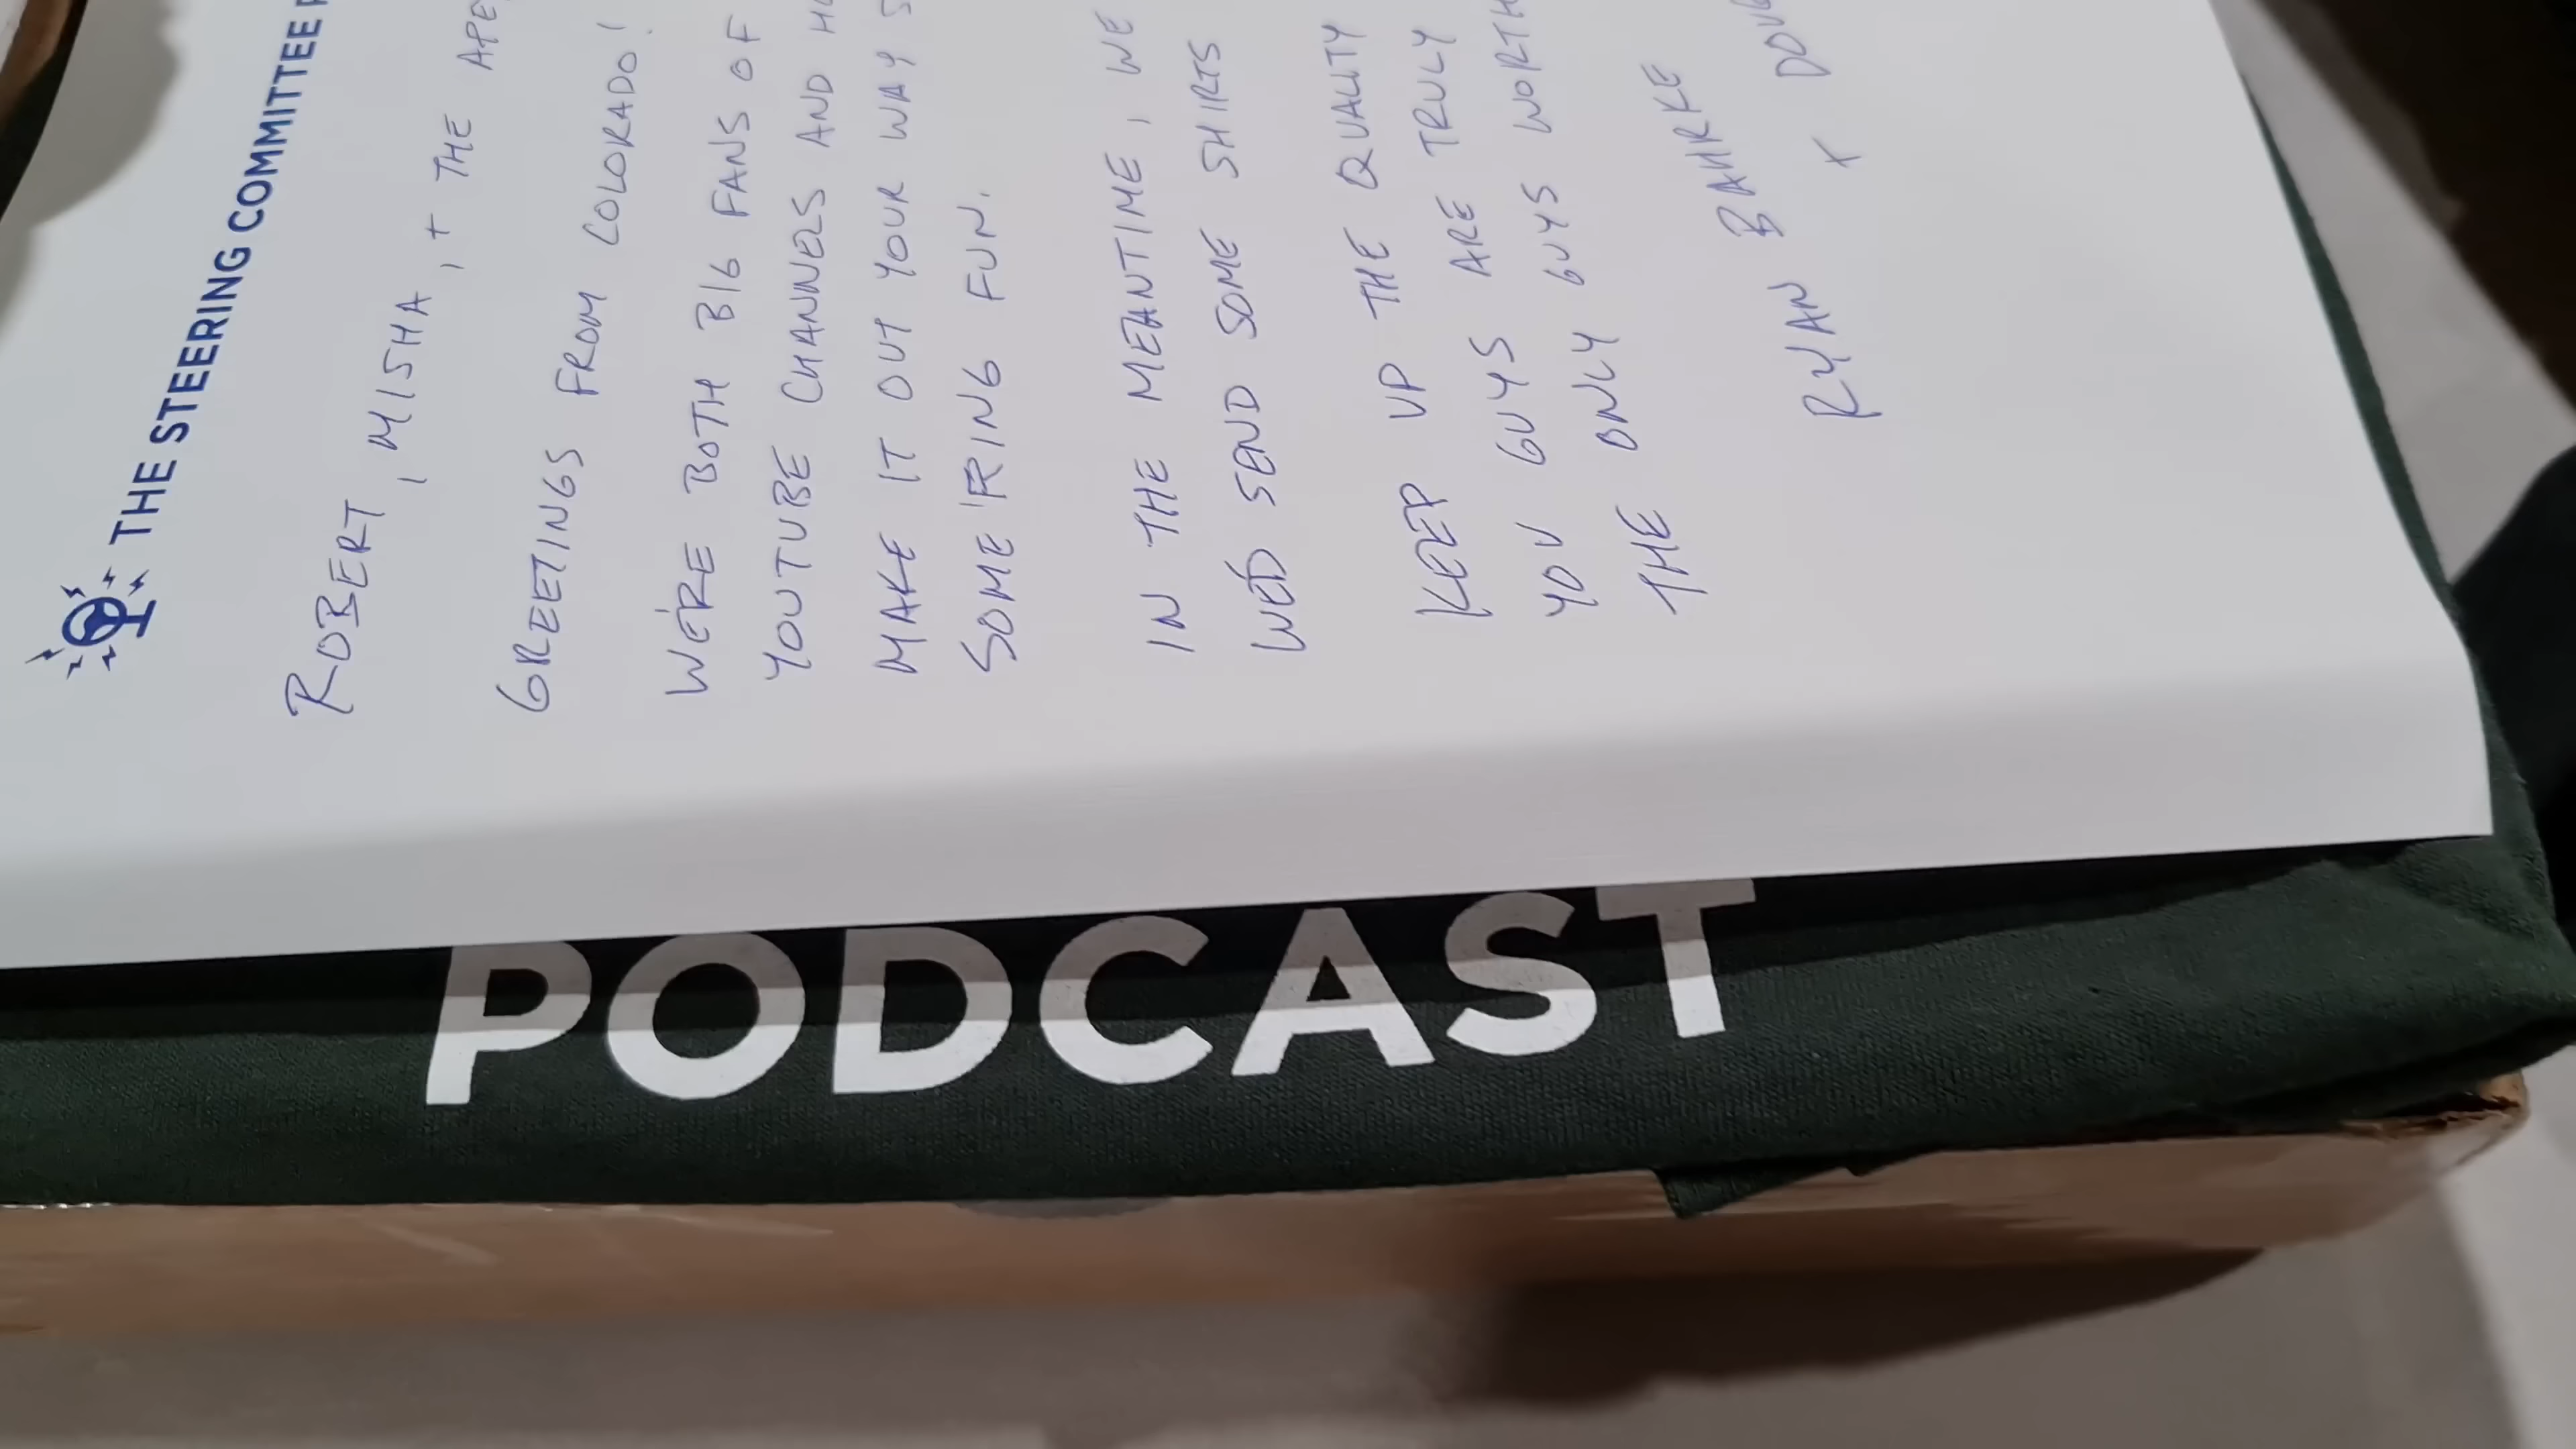 THE STEERING COMMITTEE
ROBERT, MISHA, + THE
GREETINGS FROM COLORADO!
WE'RE BOTH BIG FANS OF
YOUTUBE CHANNELS AND
MAKE IT OUT YOUR WAY
SOME 'RING FUN.
IN THE MEANTIME, WE
WE'D SEND SOME SHIRTS
KEEP UP THE QUALITY
YOU GUYS ARE TRULY
THE ONLY GUYS WORTH
RYAN BAHRKE
+
PODCAST